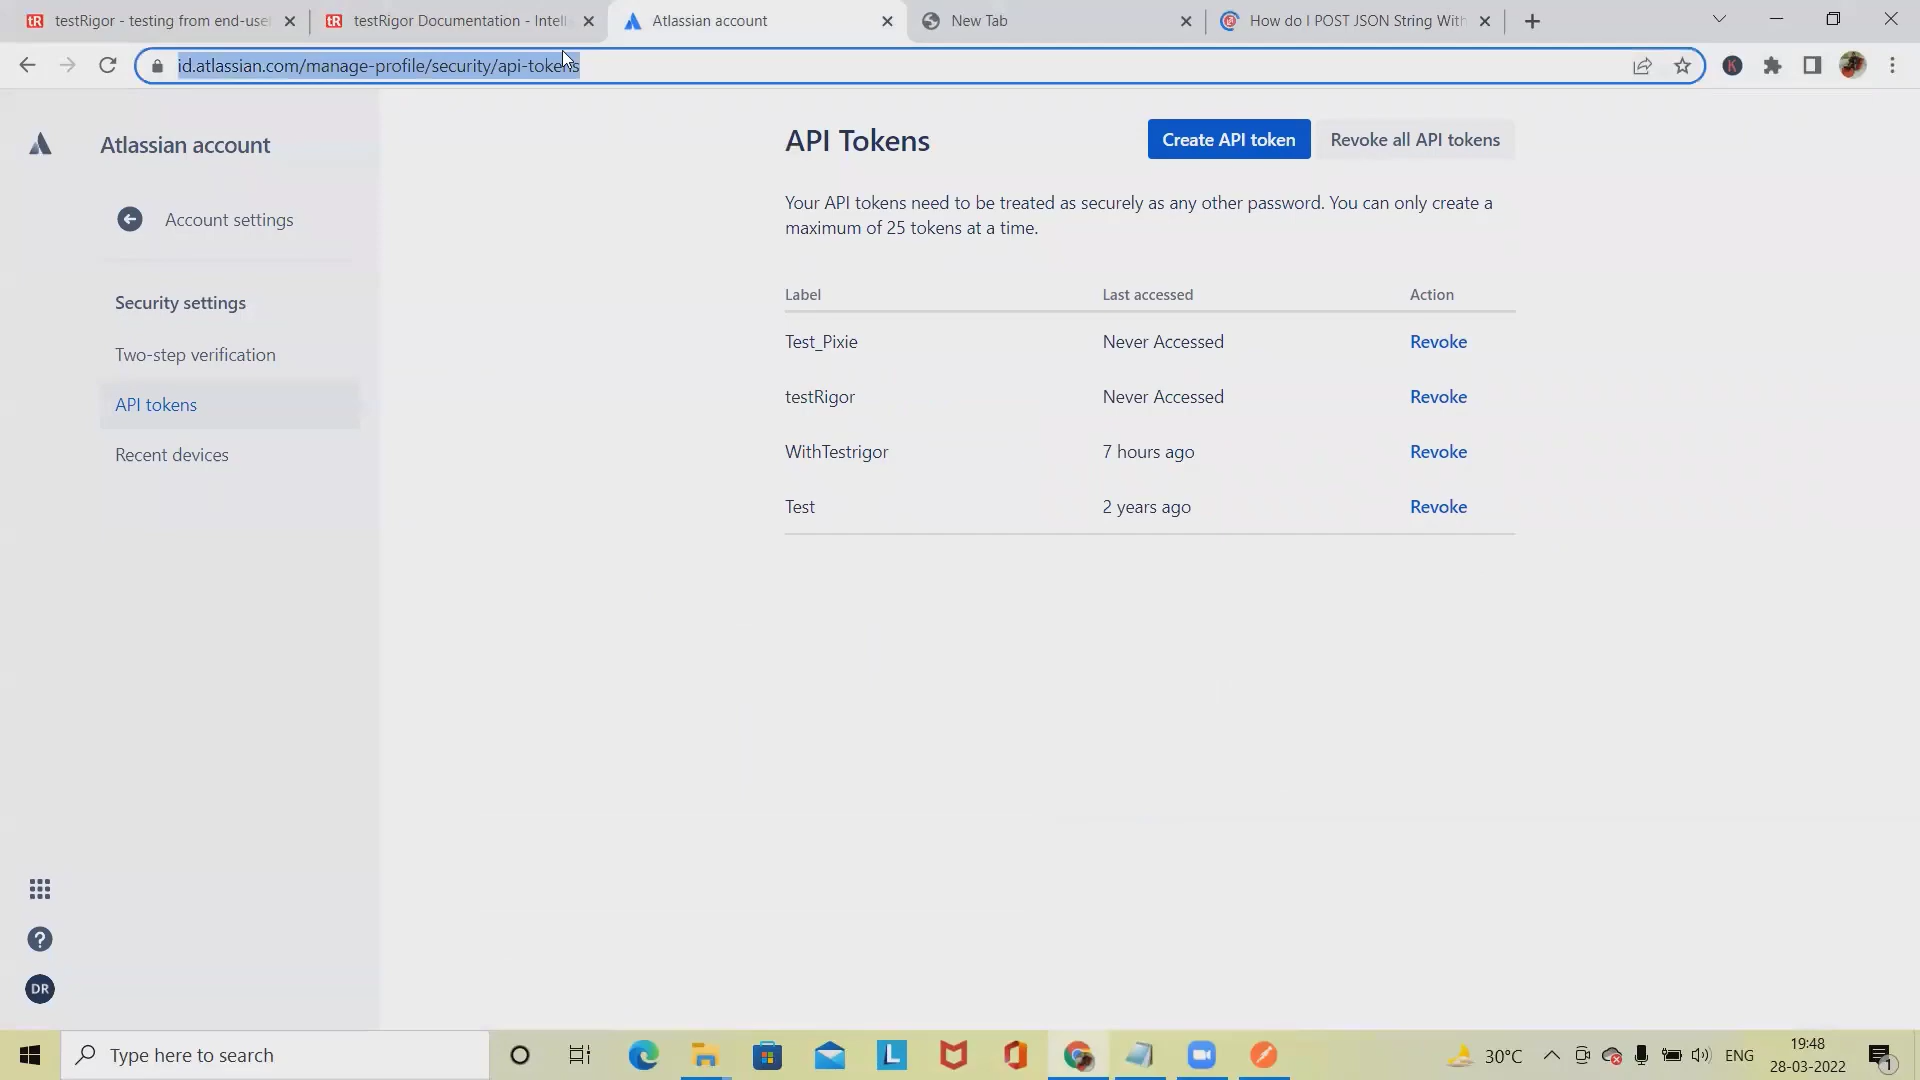 testRigor - testing from end-use
testRigor Documentation - Intell
Atlassian account
New Tab
How do I POST JSON String With
id.atlassian.com/manage-profile/security/api-tokens
K
Atlassian account
Account settings
Security settings
Two-step verification
API tokens
Recent devices
API Tokens
Create API token
Revoke all API tokens
Your API tokens need to be treated as securely as any other password. You can only create a
maximum of 25 tokens at a time.
Label Last accessed Action
Test_Pixie Never Accessed Revoke
testRigor Never Accessed Revoke
WithTestrigor 7 hours ago Revoke
Test 2 years ago Revoke
DR
Type here to search
L
30°C
ENG
19:48
28-03-2022
1